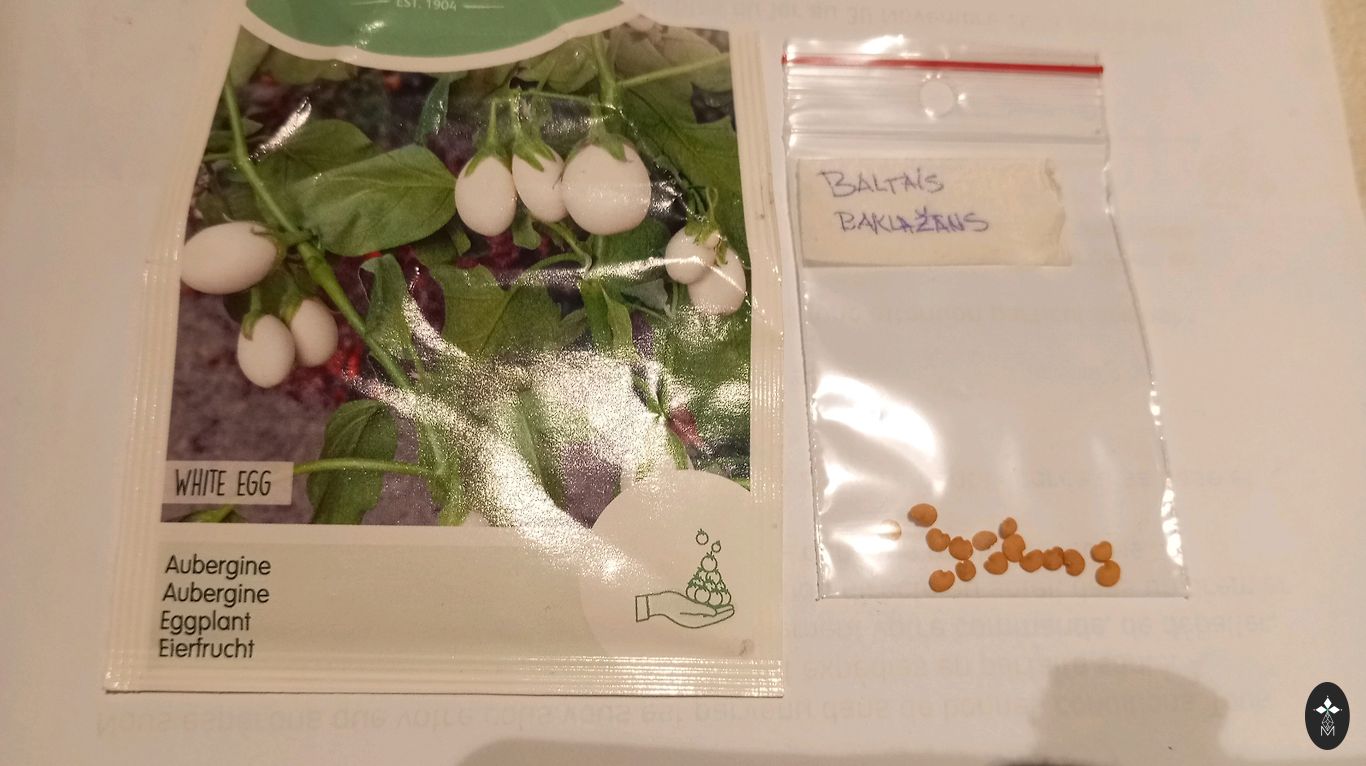 EST. 1904
WHITE EGG
Aubergine
Aubergine
Eggplant
Eierfrucht
BALTAIS
BAKLAŽĀNS
M